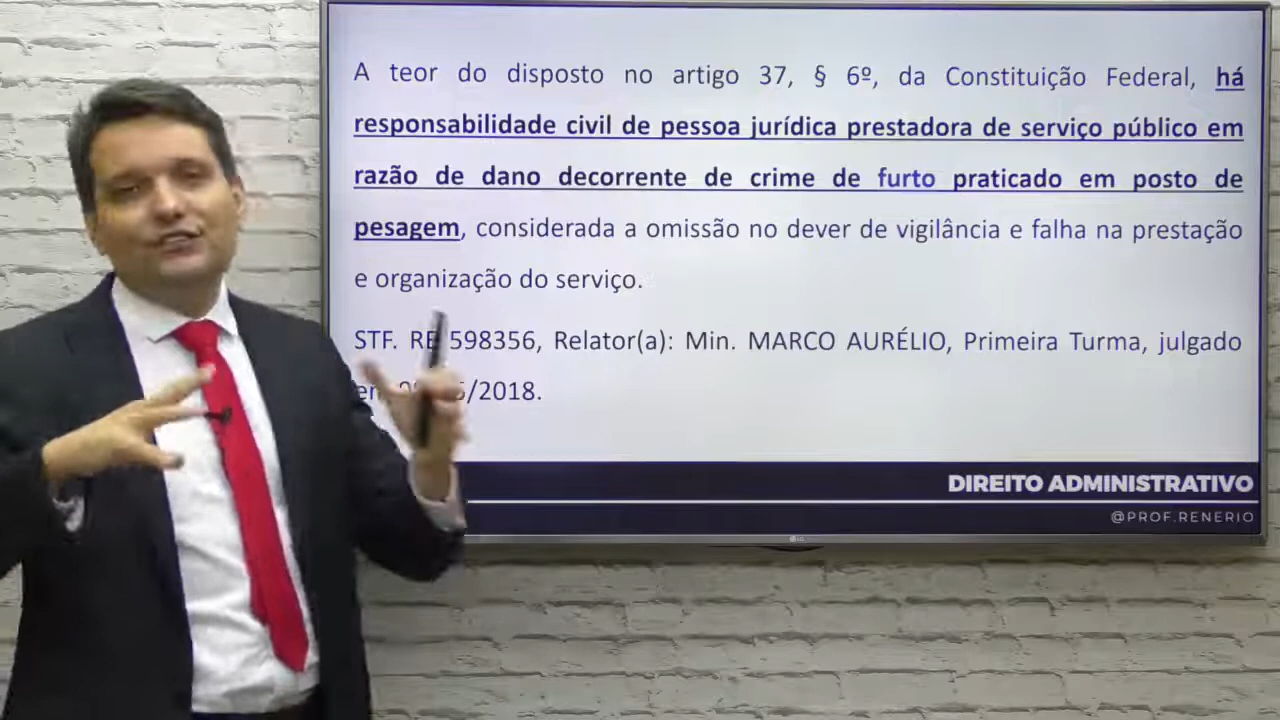 A teor do disposto no artigo 37, § 6º, da Constituição Federal, há
responsabilidade civil de pessoa jurídica prestadora de serviço público em
razão de dano decorrente de crime de furto praticado em posto de
pesagem, considerada a omissão no dever de vigilância e falha na prestação
e organização do serviço.
STF. RE 598356, Relator(a): Min. MARCO AURÉLIO, Primeira Turma, julgado
/2018.
DIREITO ADMINISTRATIVO
@PROF.RENERIO
LG